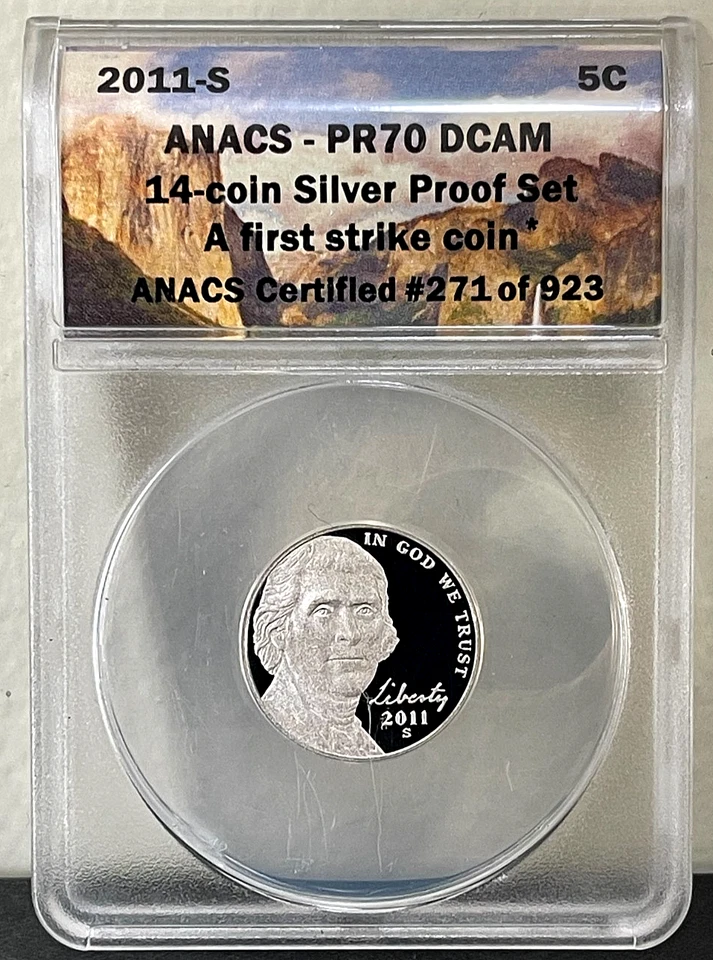 2011-S 5C
ANACS - PR70 DCAM
14-coin Silver Proof Set
A first strike coin*
ANACS Certified #271 of 923
IN GOD WE TRUST
Liberty
2011
S